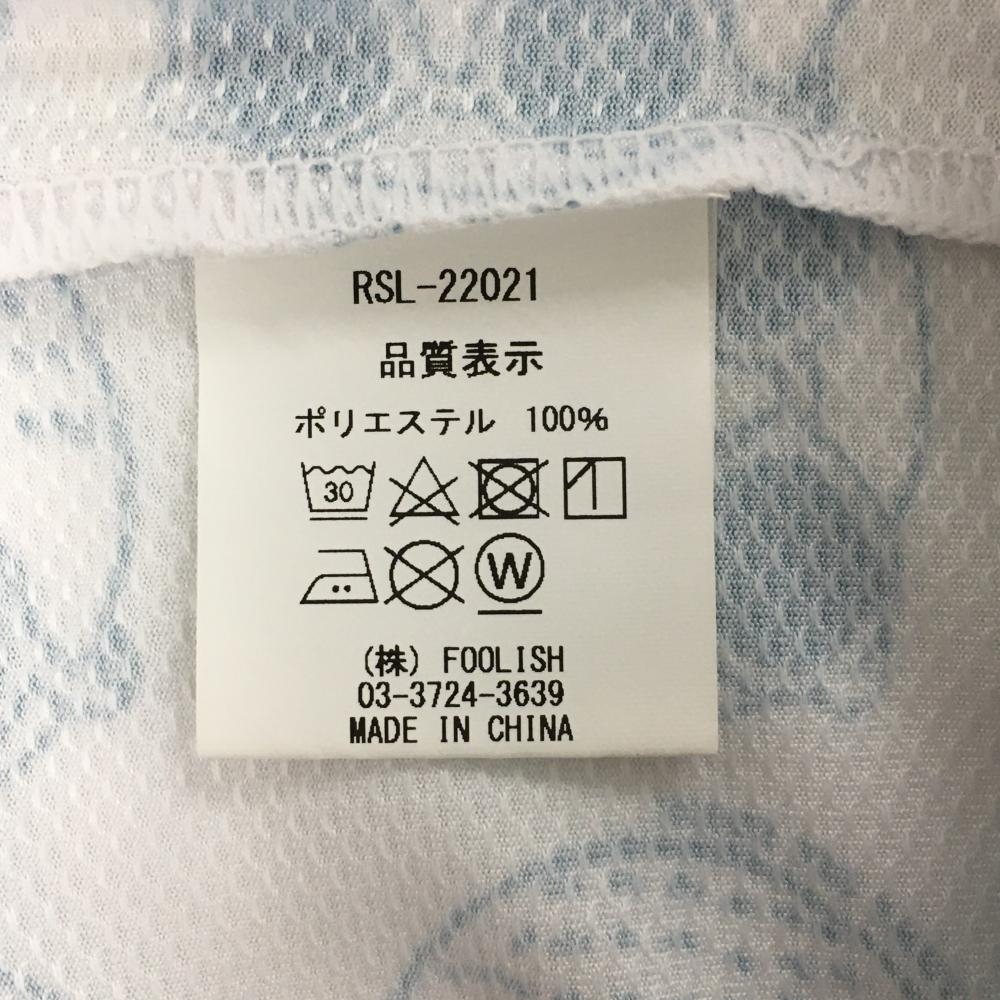 RSL-22021
品質表示
ポリエステル 100%
30
W
(株) FOOLISH
03-3724-3639
MADE IN CHINA